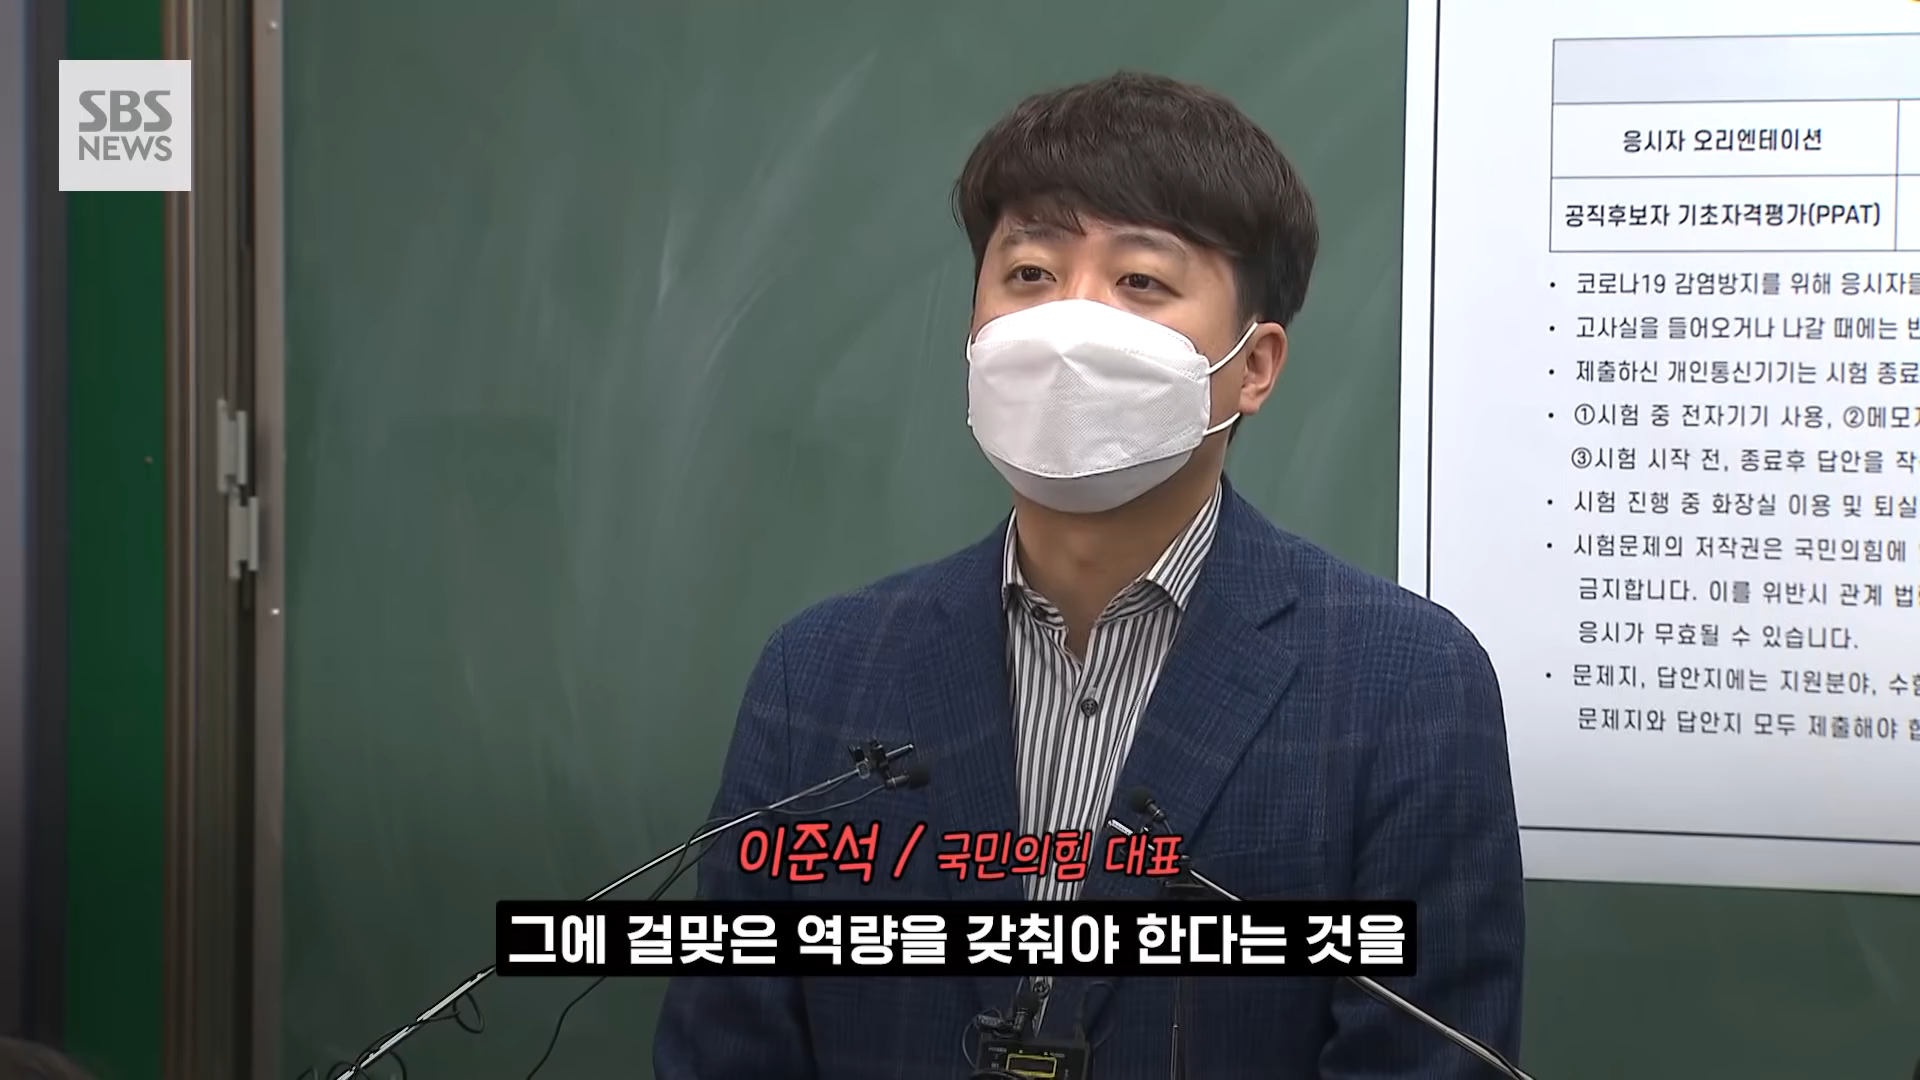 SBS
NEWS
응시자 오리엔테이션
공직후보자 기초자격평가(PPAT)
• 코로나19 감염방지를 위해 응시자들
• 고사실을 들어오거나 나갈 때에는
• 제출하신 개인통신기기는 시험 종료
• ①시험 중 전자기기 사용, ②메모지
③시험 시작 전, 종료후 답안을
• 시험 진행 중 화장실 이용 및 퇴실
• 시험문제의 저작권은 국민의힘에
금지합니다. 이를 위반시 관계
응시가 무효될 수 있습니다.
• 문제지, 답안지에는 지원분야,
문제지와 답안지 모두 제출해야
이준석 / 국민의힘 대표
그에 걸맞은 역량을 갖춰야 한다는 것을